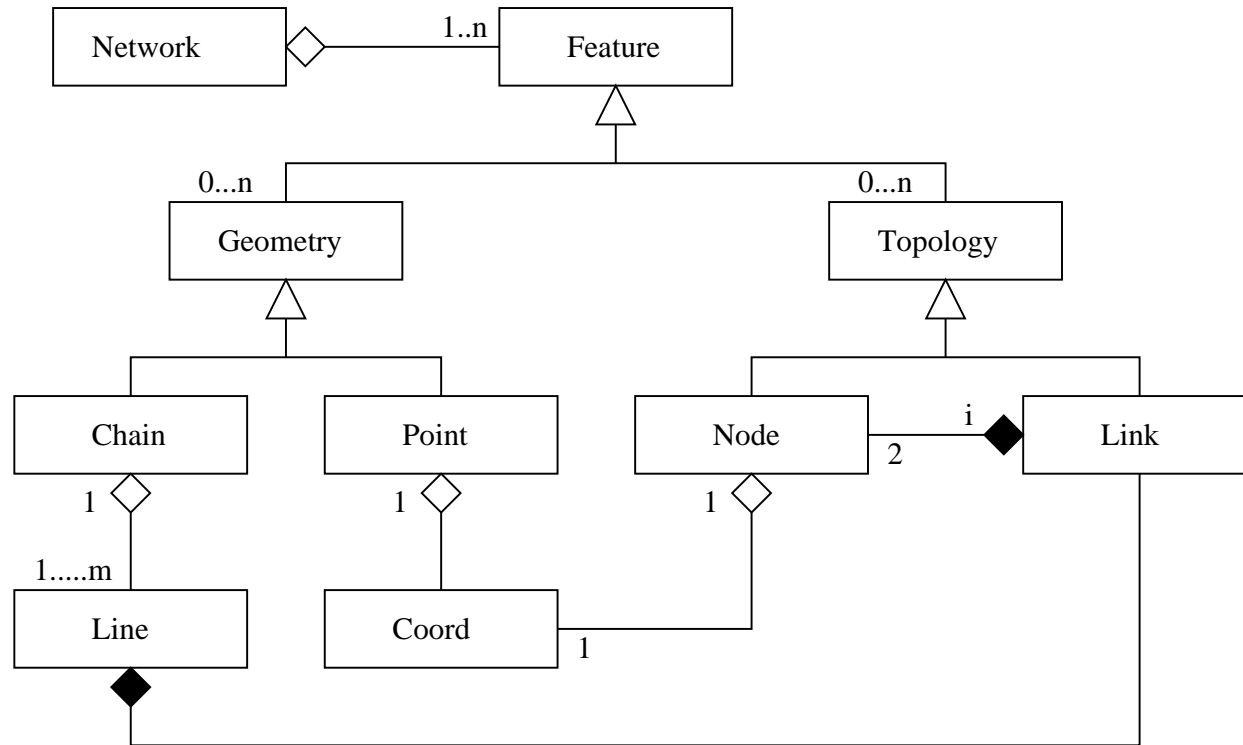 Network
1..n
Feature
0...n
0...n
Geometry
Topology
Chain
Point
Node
i
2
Link
1
1
1
1.....m
Line
Coord
1